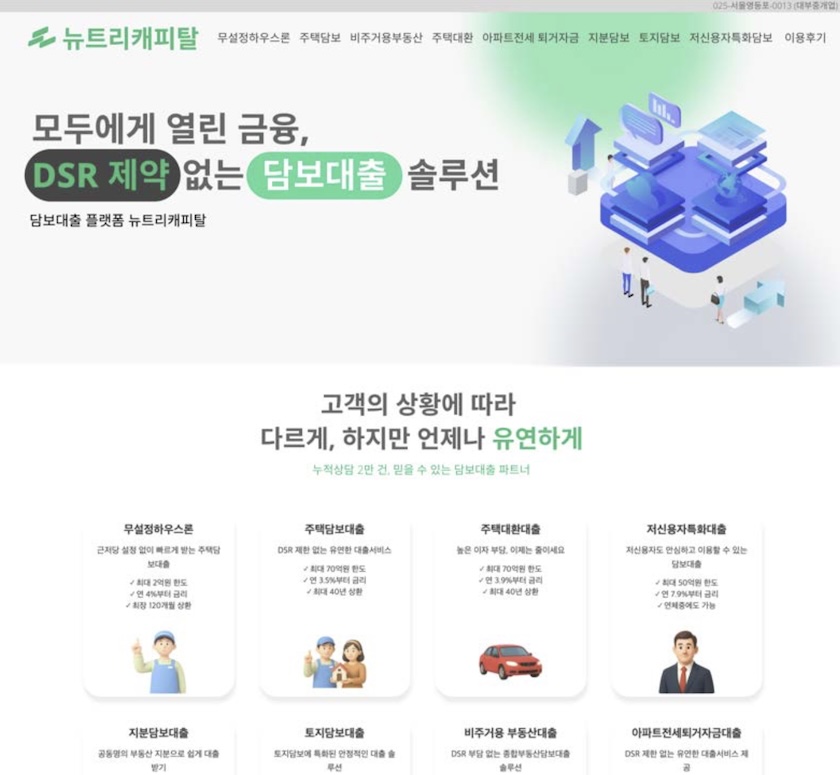 025-서울영등포-0013 (대부중개업)
뉴트리캐피탈 무설정하우스론 주택담보 비주거용부동산 주택대환 아파트전세 퇴거자금 지분담보 토지담보 저신용자특화담보 이용후기
모두에게 열린 금융,
DSR 제약 없는 담보대출 솔루션
담보대출 플랫폼 뉴트리캐피탈
고객의 상황에 따라
다르게, 하지만 언제나 유연하게
누적상담 2만 건, 믿을 수 있는 담보대출 파트너
무설정하우스론
근저당 설정 없이 빠르게 받는 주택담
보대출
✓ 최대 2억원 한도
✓ 연 4%부터 금리
✓ 최장 120개월 상환
주택담보대출
DSR 제한 없는 유연한 대출서비스
✓ 최대 70억원 한도
✓ 연 3.5%부터 금리
✓ 최대 40년 상환
주택대환대출
높은 이자 부담, 이제는 줄이세요
✓ 최대 70억원 한도
✓ 연 3.9%부터 금리
✓ 최대 40년 상환
저신용자특화대출
저신용자도 안심하고 이용할 수 있는
담보대출
✓ 최대 50억원 한도
✓ 연 7.9%부터 금리
✓ 연체중에도 가능
지분담보대출
공동명의 부동산 지분으로 쉽게 대출
받기
토지담보대출
토지담보에 특화된 안정적인 대출 솔
루션
비주거용 부동산대출
DSR 부담 없는 종합부동산담보대출
솔루션
아파트전세퇴거자금대출
DSR 제한 없는 유연한 대출서비스 제
공